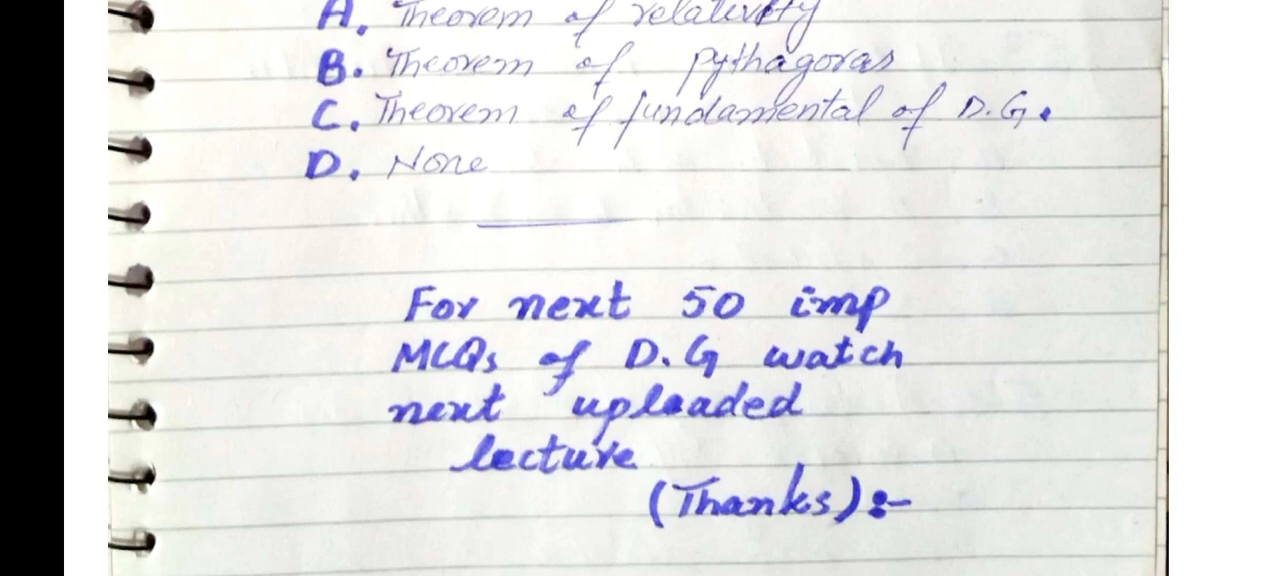 A. Theorem of relativity
B. Theorem of pythagoras
C. Theorem of fundamental of D.G.
D. None
For next 50 imp
MCQs of D.G watch
next uploaded
lecture
(Thanks):-